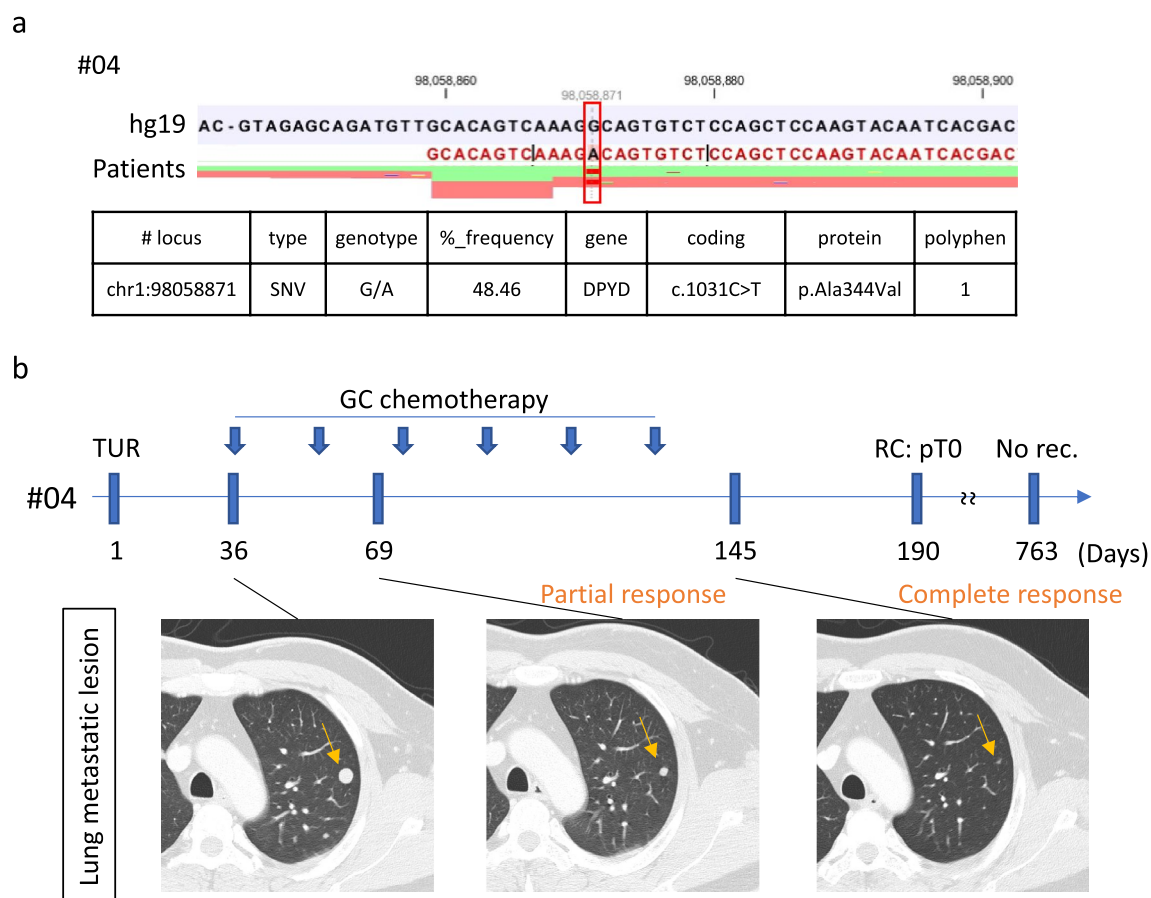 a
#04
98,058,860 98,058,880 98,058,900
98,058,871
hg19 AC-GTAGAGCAGATGTTGCACAGTCAAAGGCAGTGTCTCCAGCTCCAAGTACAATCACGAC
GCACAGTCAAAGACAGTGTCTCCAGCTCCAAGTACAATCACGAC
Patients
# locus type genotype %_frequency gene coding protein polyphen
chr1:98058871 SNV G/A 48.46 DPYD c.1031C>T p.Ala344Val 1
b
GC chemotherapy
TUR RC: pT0 No rec.
#04
1 36 69 145 190 763 (Days)
Partial response Complete response
Lung metastatic lesion